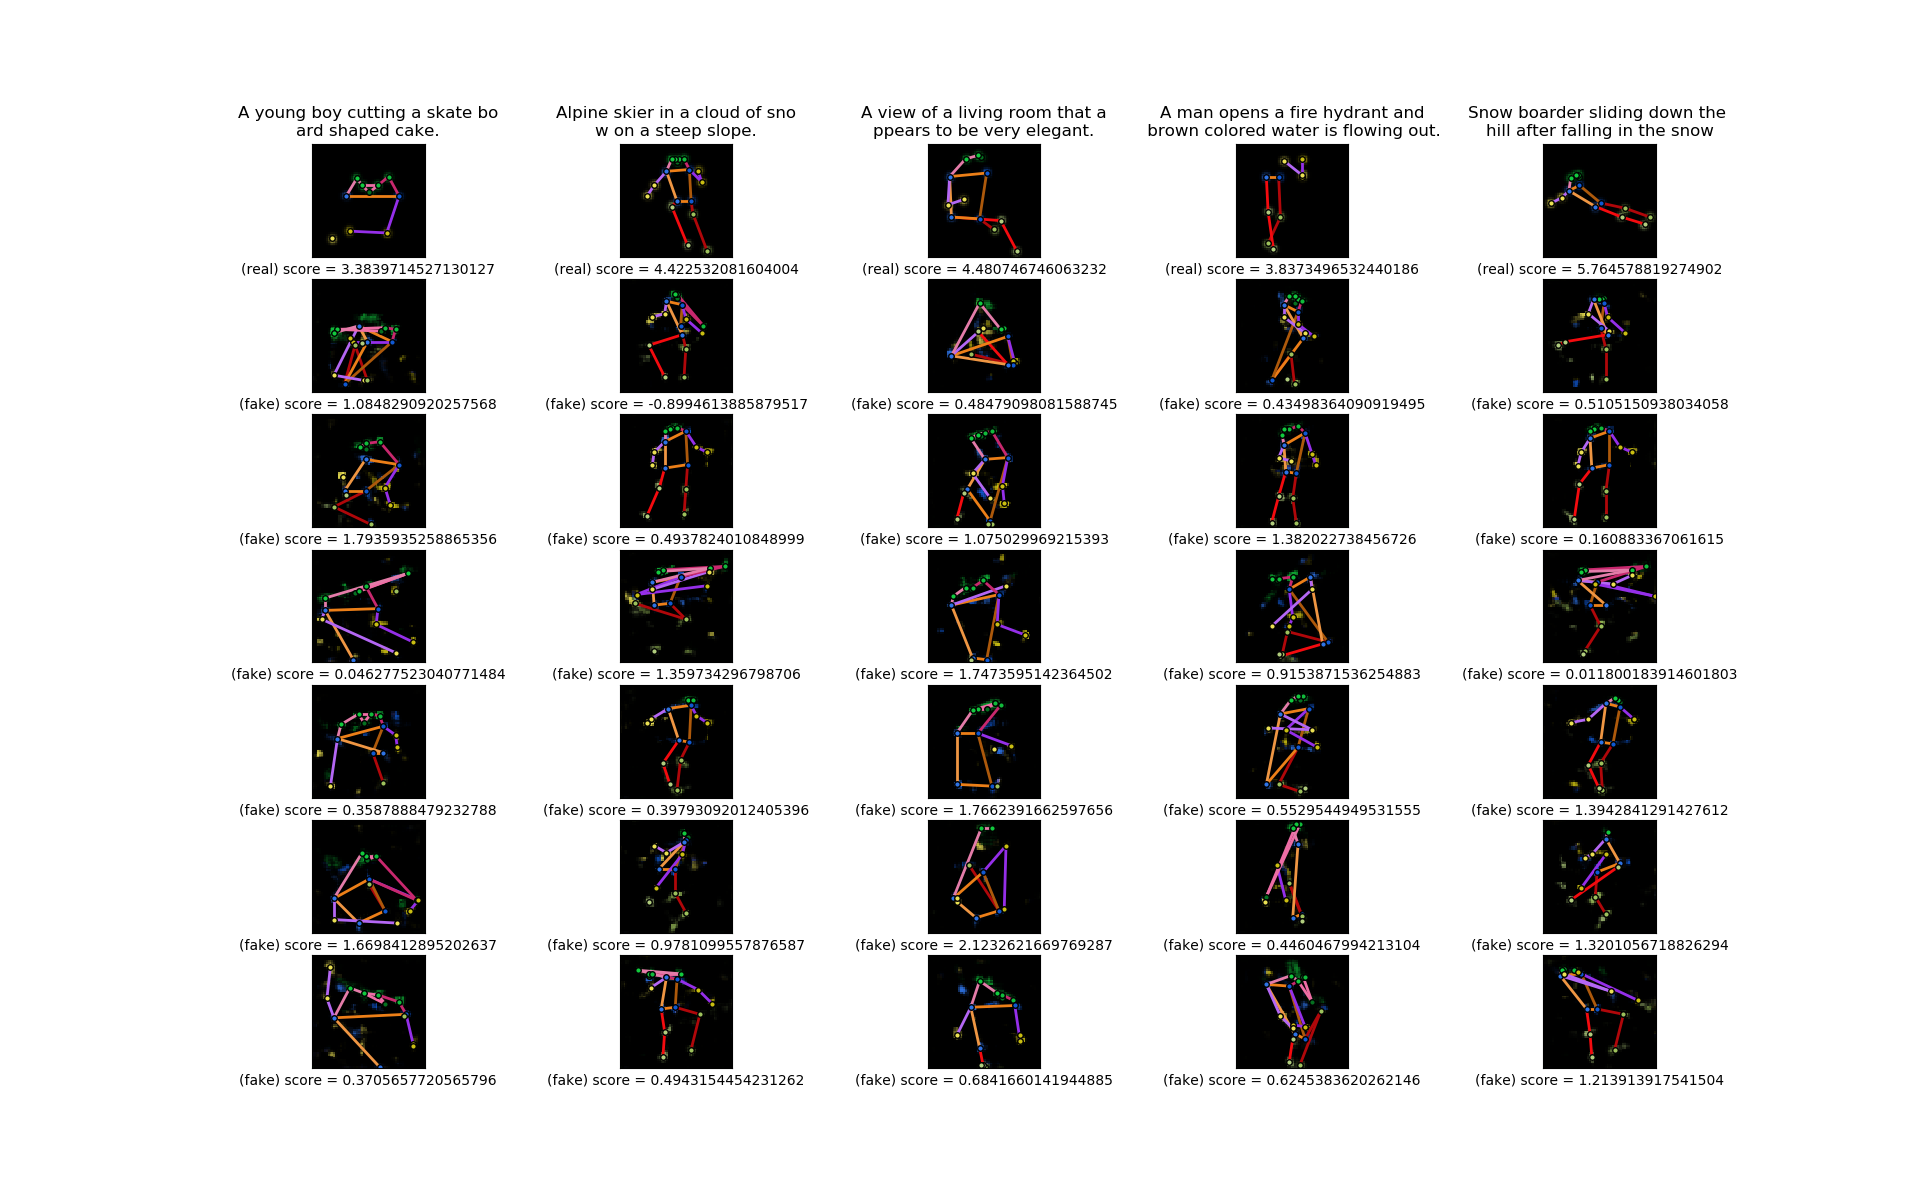 A young boy cutting a skate bo
ard shaped cake.
Alpine skier in a cloud of sno
w on a steep slope.
A view of a living room that a
ppears to be very elegant.
A man opens a fire hydrant and
brown colored water is flowing out.
Snow boarder sliding down the
hill after falling in the snow
(real) score = 3.3839714527130127
(real) score = 4.422532081604004
(real) score = 4.480746746063232
(real) score = 3.8373496532440186
(real) score = 5.764578819274902
(fake) score = 1.0848290920257568
(fake) score = -0.8994613885879517
(fake) score = 0.48479098081588745
(fake) score = 0.43498364090919495
(fake) score = 0.5105150938034058
(fake) score = 1.7935935258865356
(fake) score = 0.4937824010848999
(fake) score = 1.075029969215393
(fake) score = 1.382022738456726
(fake) score = 0.160883367061615
(fake) score = 0.046277523040771484
(fake) score = 1.359734296798706
(fake) score = 1.7473595142364502
(fake) score = 0.9153871536254883
(fake) score = 0.011800183914601803
(fake) score = 0.3587888479232788
(fake) score = 0.39793092012405396
(fake) score = 1.7662391662597656
(fake) score = 0.5529544949531555
(fake) score = 1.3942841291427612
(fake) score = 1.6698412895202637
(fake) score = 0.9781099557876587
(fake) score = 2.1232621669769287
(fake) score = 0.4460467994213104
(fake) score = 1.3201056718826294
(fake) score = 0.3705657720565796
(fake) score = 0.4943154454231262
(fake) score = 0.6841660141944885
(fake) score = 0.6245383620262146
(fake) score = 1.213913917541504